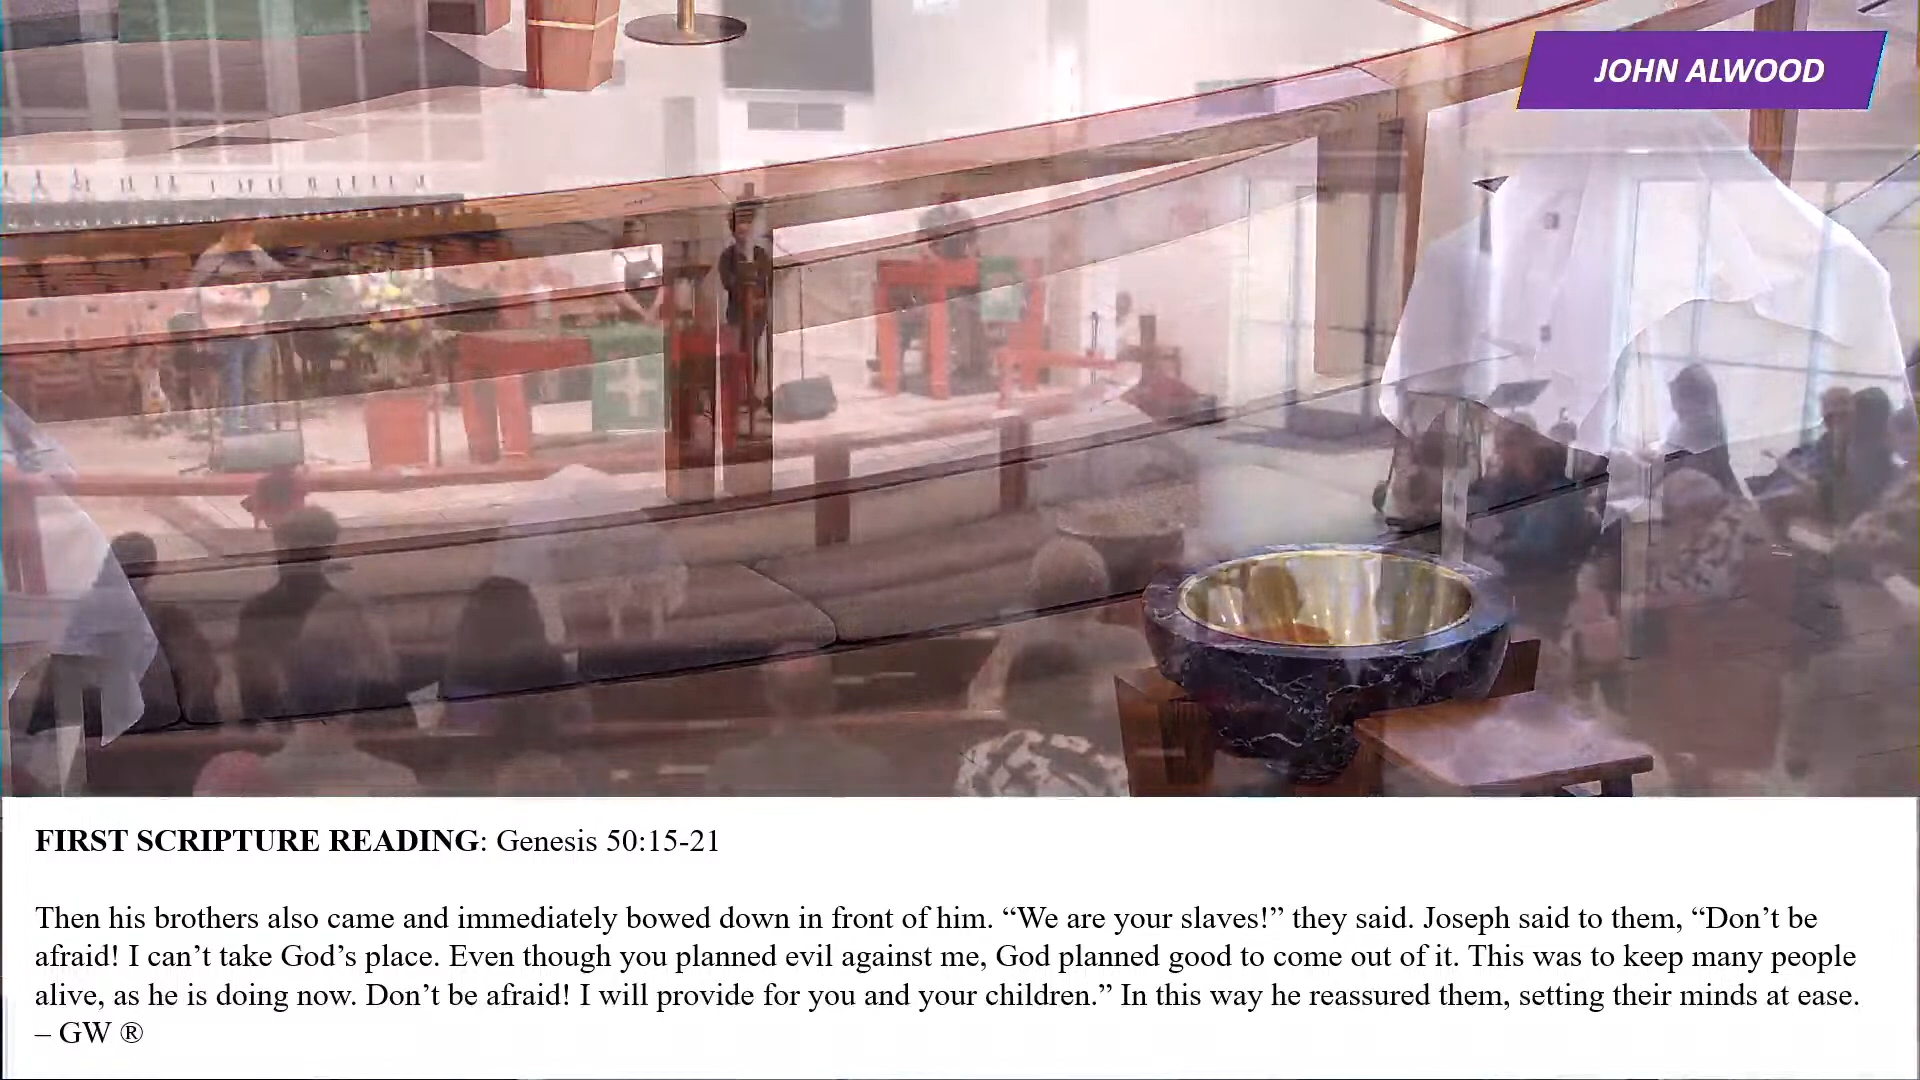 JOHN ALWOOD
FIRST SCRIPTURE READING: Genesis 50:15-21
Then his brothers also came and immediately bowed down in front of him. “We are your slaves!” they said. Joseph said to them, “Don’t be
afraid! I can’t take God’s place. Even though you planned evil against me, God planned good to come out of it. This was to keep many people
alive, as he is doing now. Don’t be afraid! I will provide for you and your children.” In this way he reassured them, setting their minds at ease.
– GW ®